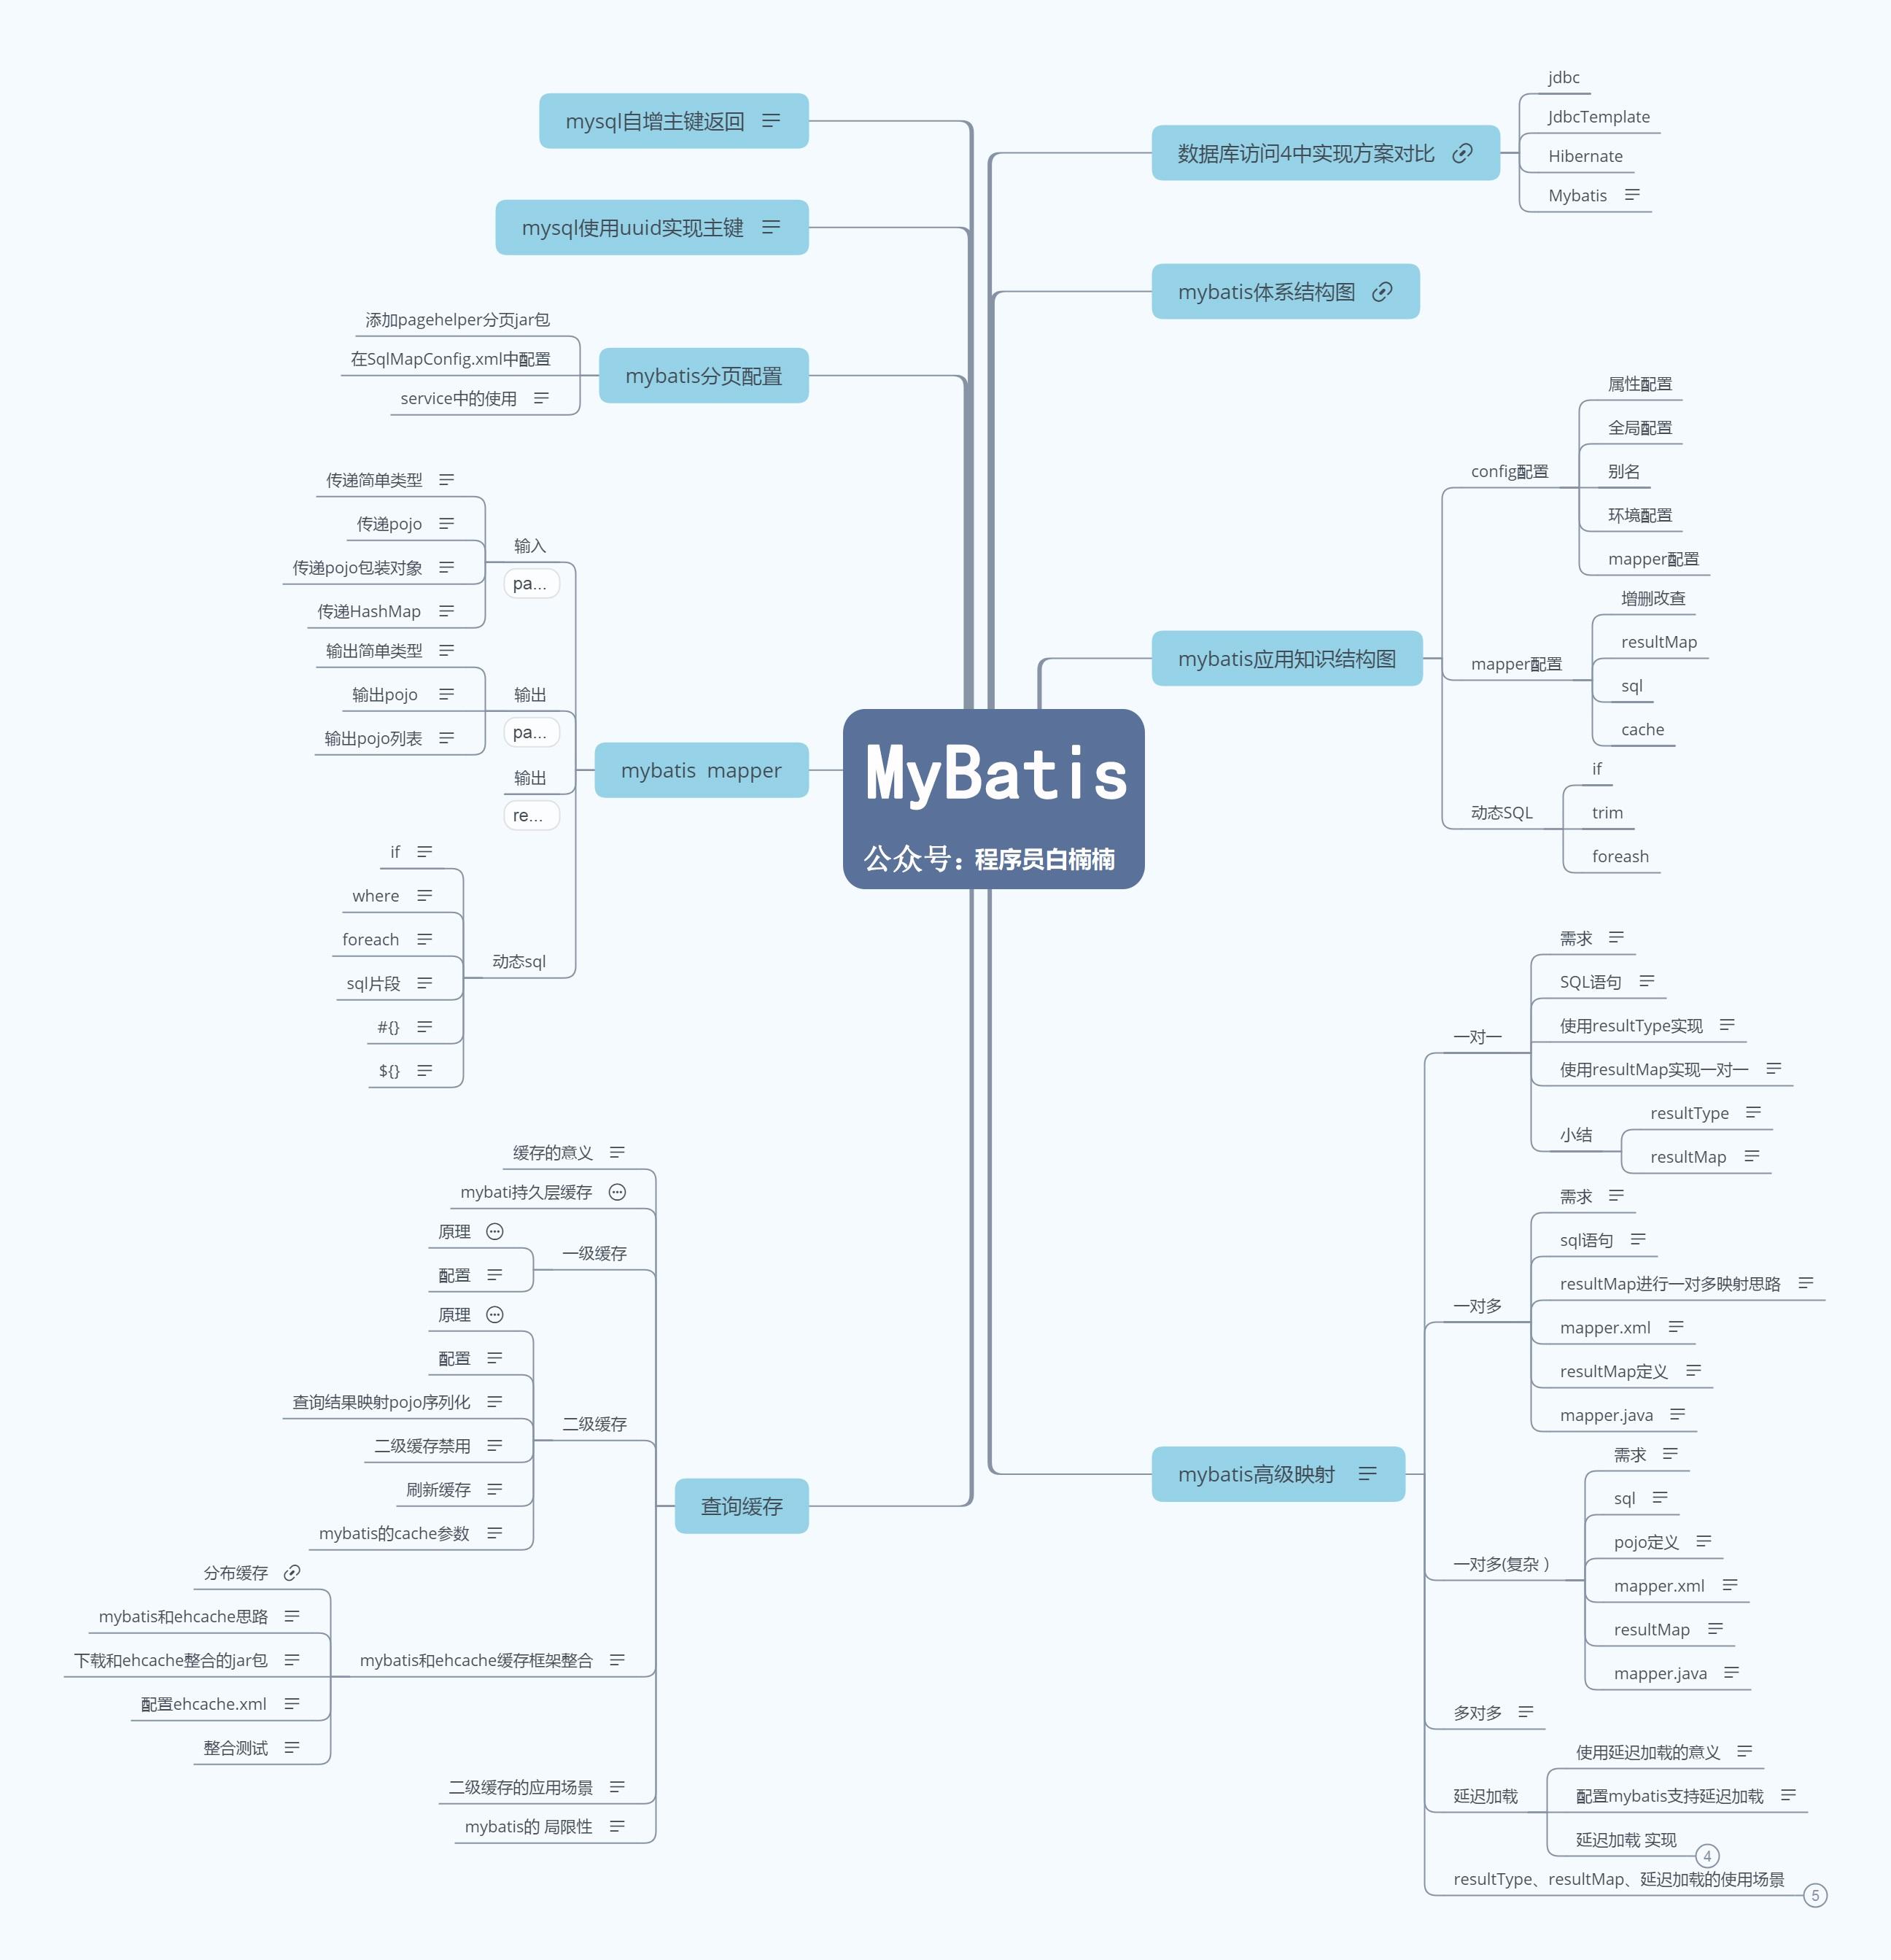 MyBatis
公众号: 程序员白楠楠
数据库访问4中实现方案对比
jdbc
JdbcTemplate
Hibernate
Mybatis
mybatis体系结构图
mybatis应用知识结构图
config配置
属性配置
全局配置
别名
环境配置
mapper配置
mapper配置
增删改查
resultMap
sql
cache
动态SQL
if
trim
foreash
mybatis高级映射
一对一
需求
SQL语句
使用resultType实现
使用resultMap实现一对一
小结
resultType
resultMap
一对多
需求
sql语句
resultMap进行一对多映射思路
mapper.xml
resultMap定义
mapper.java
一对多(复杂 )
需求
sql
pojo定义
mapper.xml
resultMap
mapper.java
多对多
延迟加载
使用延迟加载的意义
配置mybatis支持延迟加载
延迟加载 实现
4
resultType、resultMap、延迟加载的使用场景
5
mysql自增主键返回
mysql使用uuid实现主键
mybatis分页配置
添加pagehelper分页jar包
在SqlMapConfig.xml中配置
service中的使用
mybatis mapper
输入
pa...
传递简单类型
传递pojo
传递pojo包装对象
传递HashMap
输出
pa...
输出简单类型
输出pojo
输出pojo列表
输出
re...
动态sql
if
where
foreach
sql片段
#{}
${}
查询缓存
缓存的意义
mybati持久层缓存
一级缓存
原理
配置
二级缓存
原理
配置
查询结果映射pojo序列化
二级缓存禁用
刷新缓存
mybatis的cache参数
mybatis和ehcache缓存框架整合
分布缓存
mybatis和ehcache思路
下载和ehcache整合的jar包
配置ehcache.xml
整合测试
二级缓存的应用场景
mybatis的 局限性